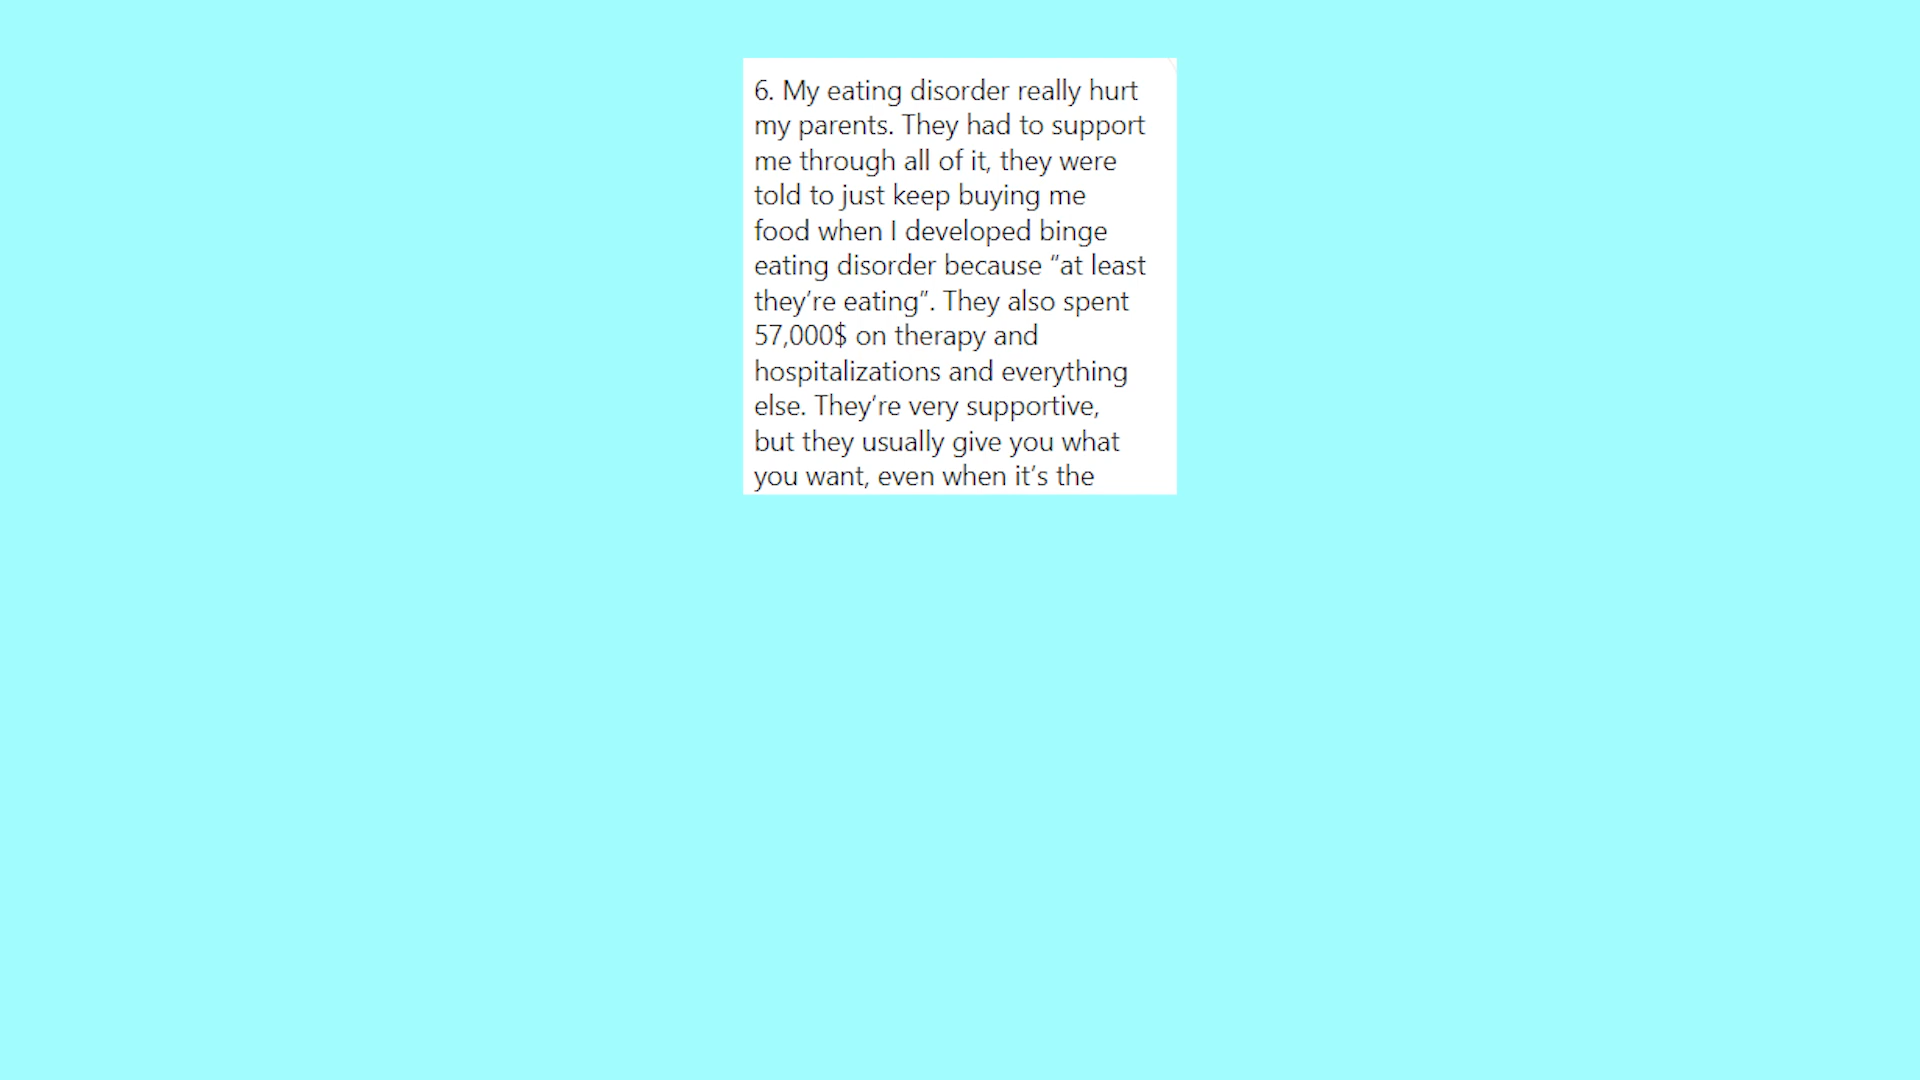 6. My eating disorder really hurt
my parents. They had to support
me through all of it, they were
told to just keep buying me
food when I developed binge
eating disorder because “at least
they’re eating”. They also spent
57,000$ on therapy and
hospitalizations and everything
else. They’re very supportive,
but they usually give you what
you want, even when it’s the